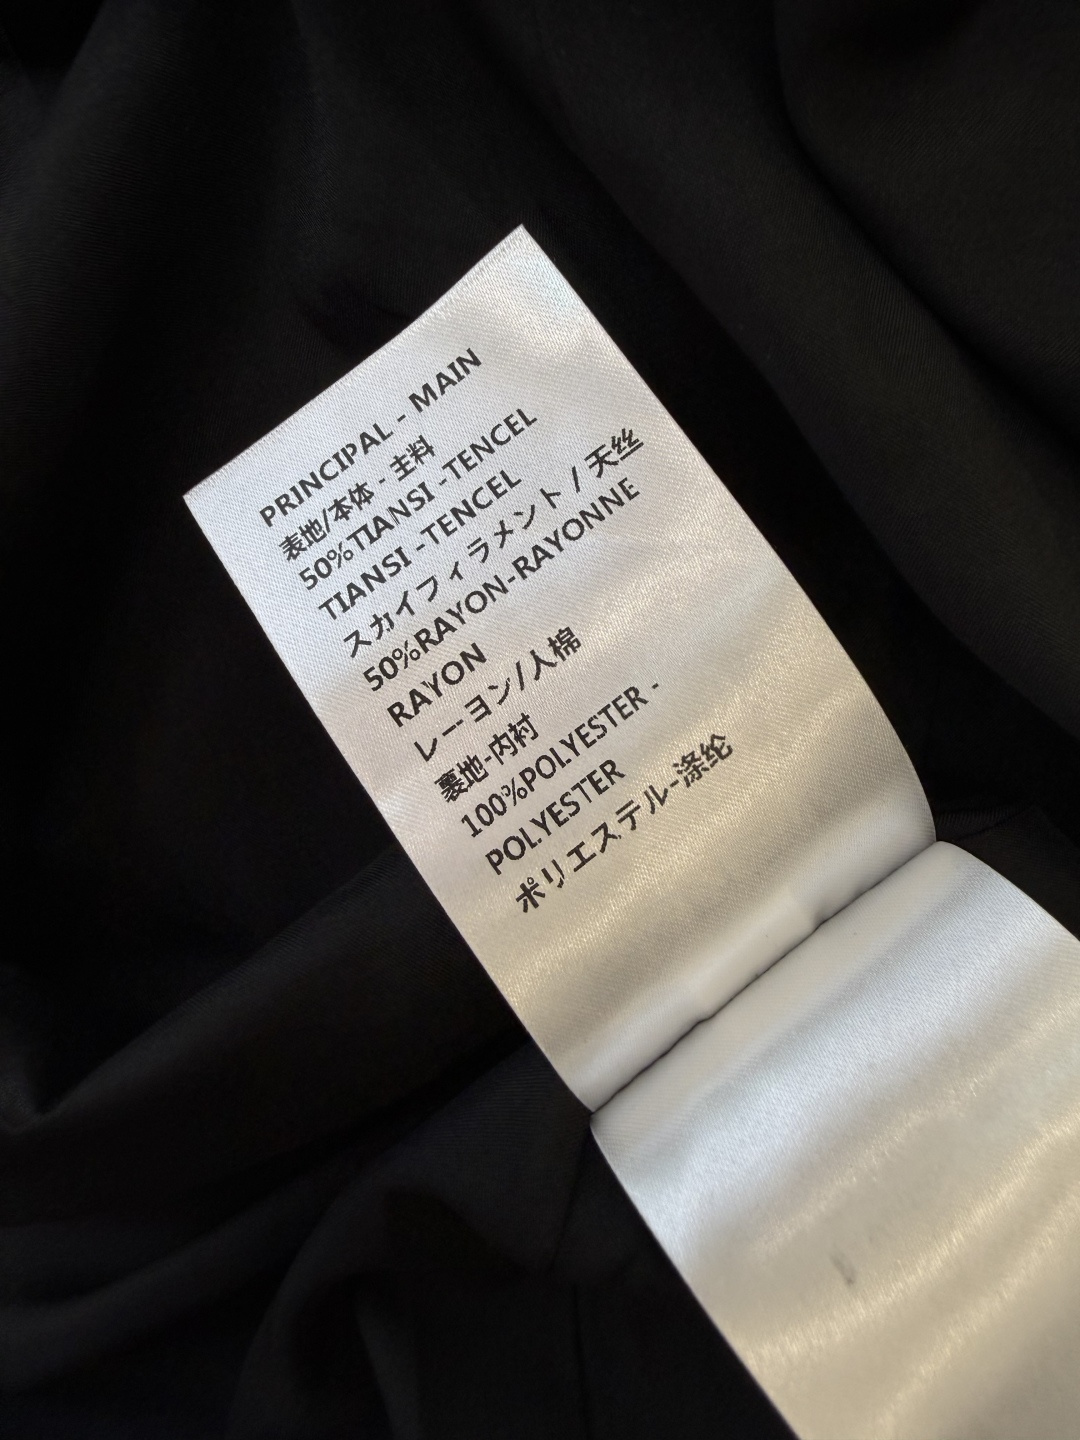 PRINCIPAL - MAIN
表地/本体 - 主料
50%TIANSI -TENCEL
TIANSI -TENCEL
スカイフィラメント / 天丝
50%RAYON-RAYONNE
RAYON
レーヨン/人棉
裏地-内衬
100%POLYESTER -
POLYESTER
ポリエステル-涤纶